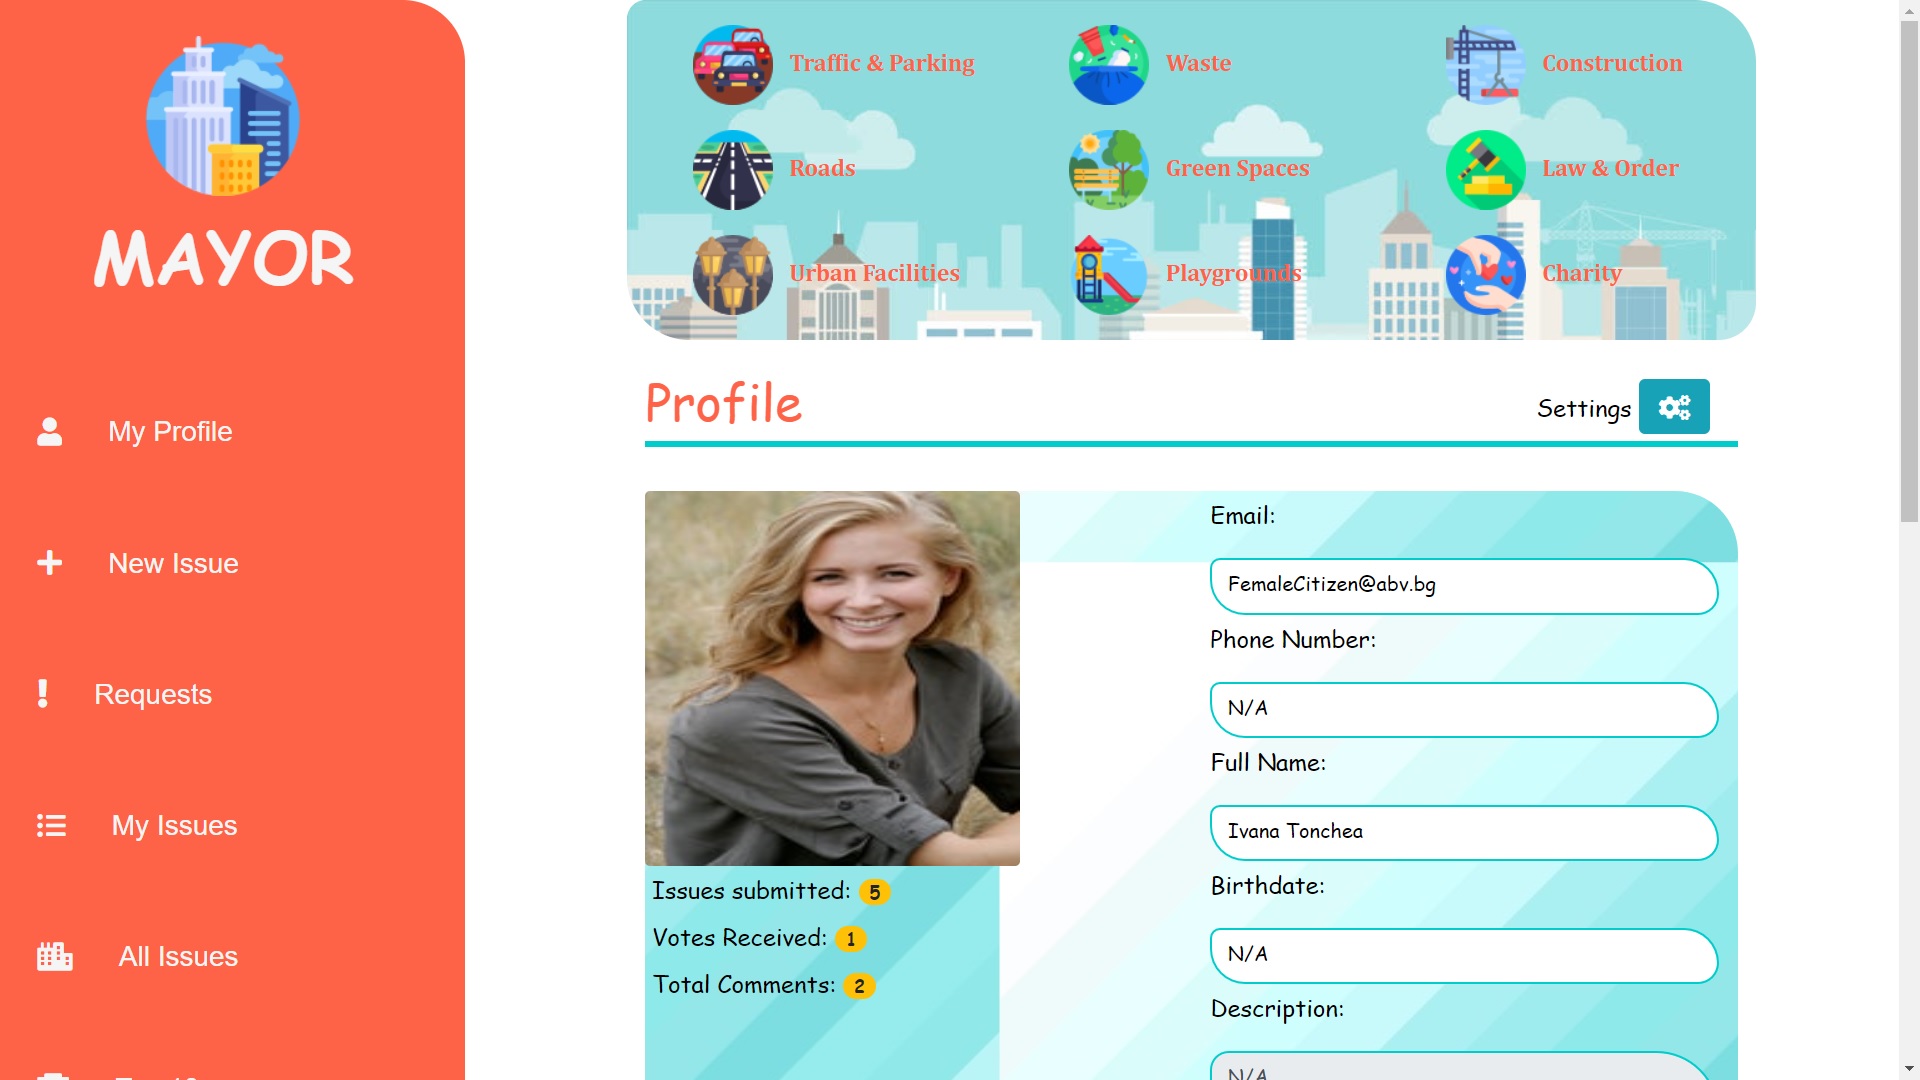 MAYOR
My Profile
New Issue
Requests
My Issues
All Issues
Traffic & Parking
Waste
Construction
Roads
Green Spaces
Law & Order
Urban Facilities
Playgrounds
Charity
Profile
Settings
Issues submitted: 5
Votes Received: 1
Total Comments: 2
Email:
FemaleCitizen@abv.bg
Phone Number:
N/A
Full Name:
Ivana Tonchea
Birthdate:
N/A
Description:
N/A